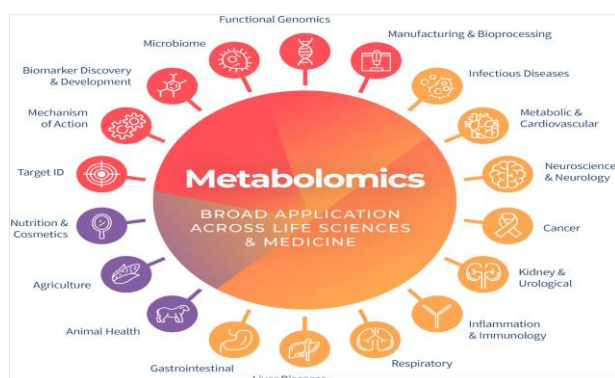 Functional Genomics
Microbiome
Manufacturing & Bioprocessing
Biomarker Discovery
& Development
Infectious Diseases
Mechanism
of Action
Metabolic &
Cardiovascular
Target ID
Metabolomics
BROAD APPLICATION
ACROSS LIFE SCIENCES
& MEDICINE
Neuroscience
& Neurology
Nutrition &
Cosmetics
Cancer
Agriculture
Kidney &
Urological
Animal Health
Inflammation
& Immunology
Gastrointestinal
Respiratory
Liver Diseases